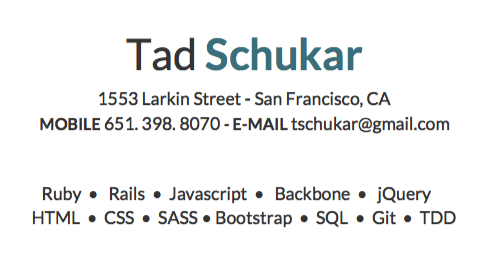 Tad Schukar
1553 Larkin Street - San Francisco, CA
MOBILE 651. 398. 8070 - E-MAIL tschukar@gmail.com
Ruby • Rails • Javascript • Backbone • jQuery
HTML • CSS • SASS • Bootstrap • SQL • Git • TDD